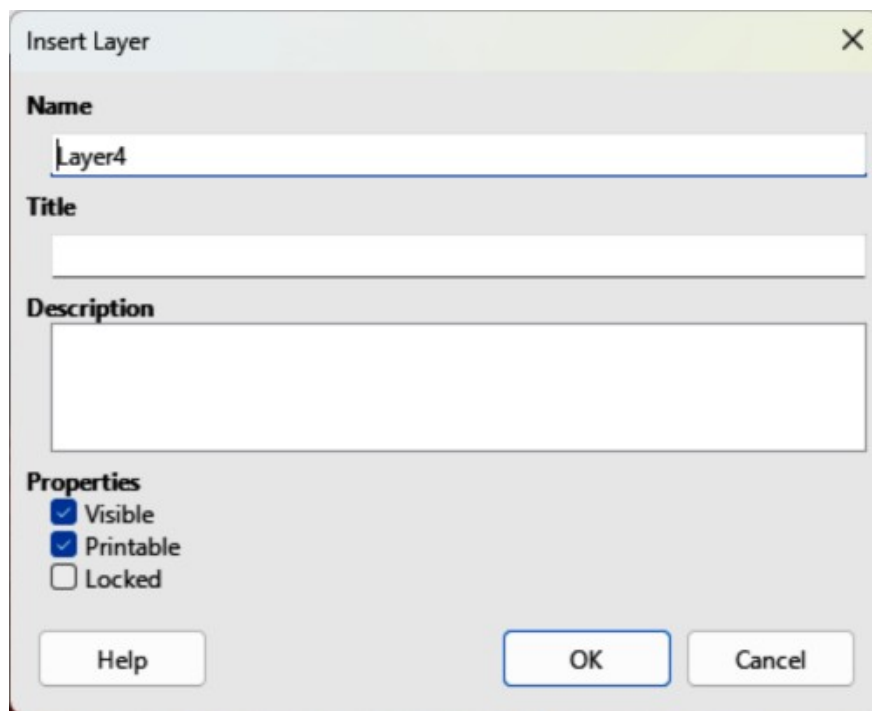 Insert Layer
Name
Layer4
Title
Description
Properties
Visible
Printable
Locked
Help OK Cancel